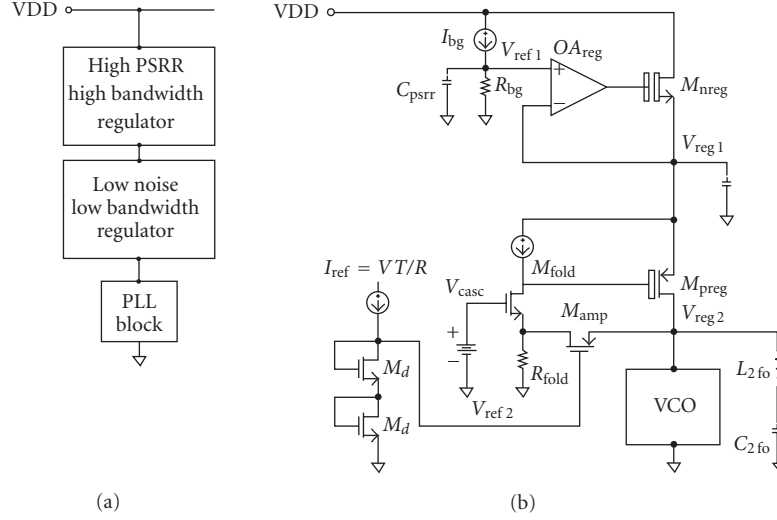 VDD
High PSRR
high bandwidth
regulator
Low noise
low bandwidth
regulator
PLL
block
(a)
VDD
I_bg
V_ref 1
OA_reg
C_psrr
R_bg
+
−
M_nreg
V_reg 1
I_ref = VT/R
V_casc
M_fold
M_preg
M_amp
V_reg 2
+
−
R_fold
M_d
M_d
V_ref 2
VCO
L_2 fo
C_2 fo
(b)